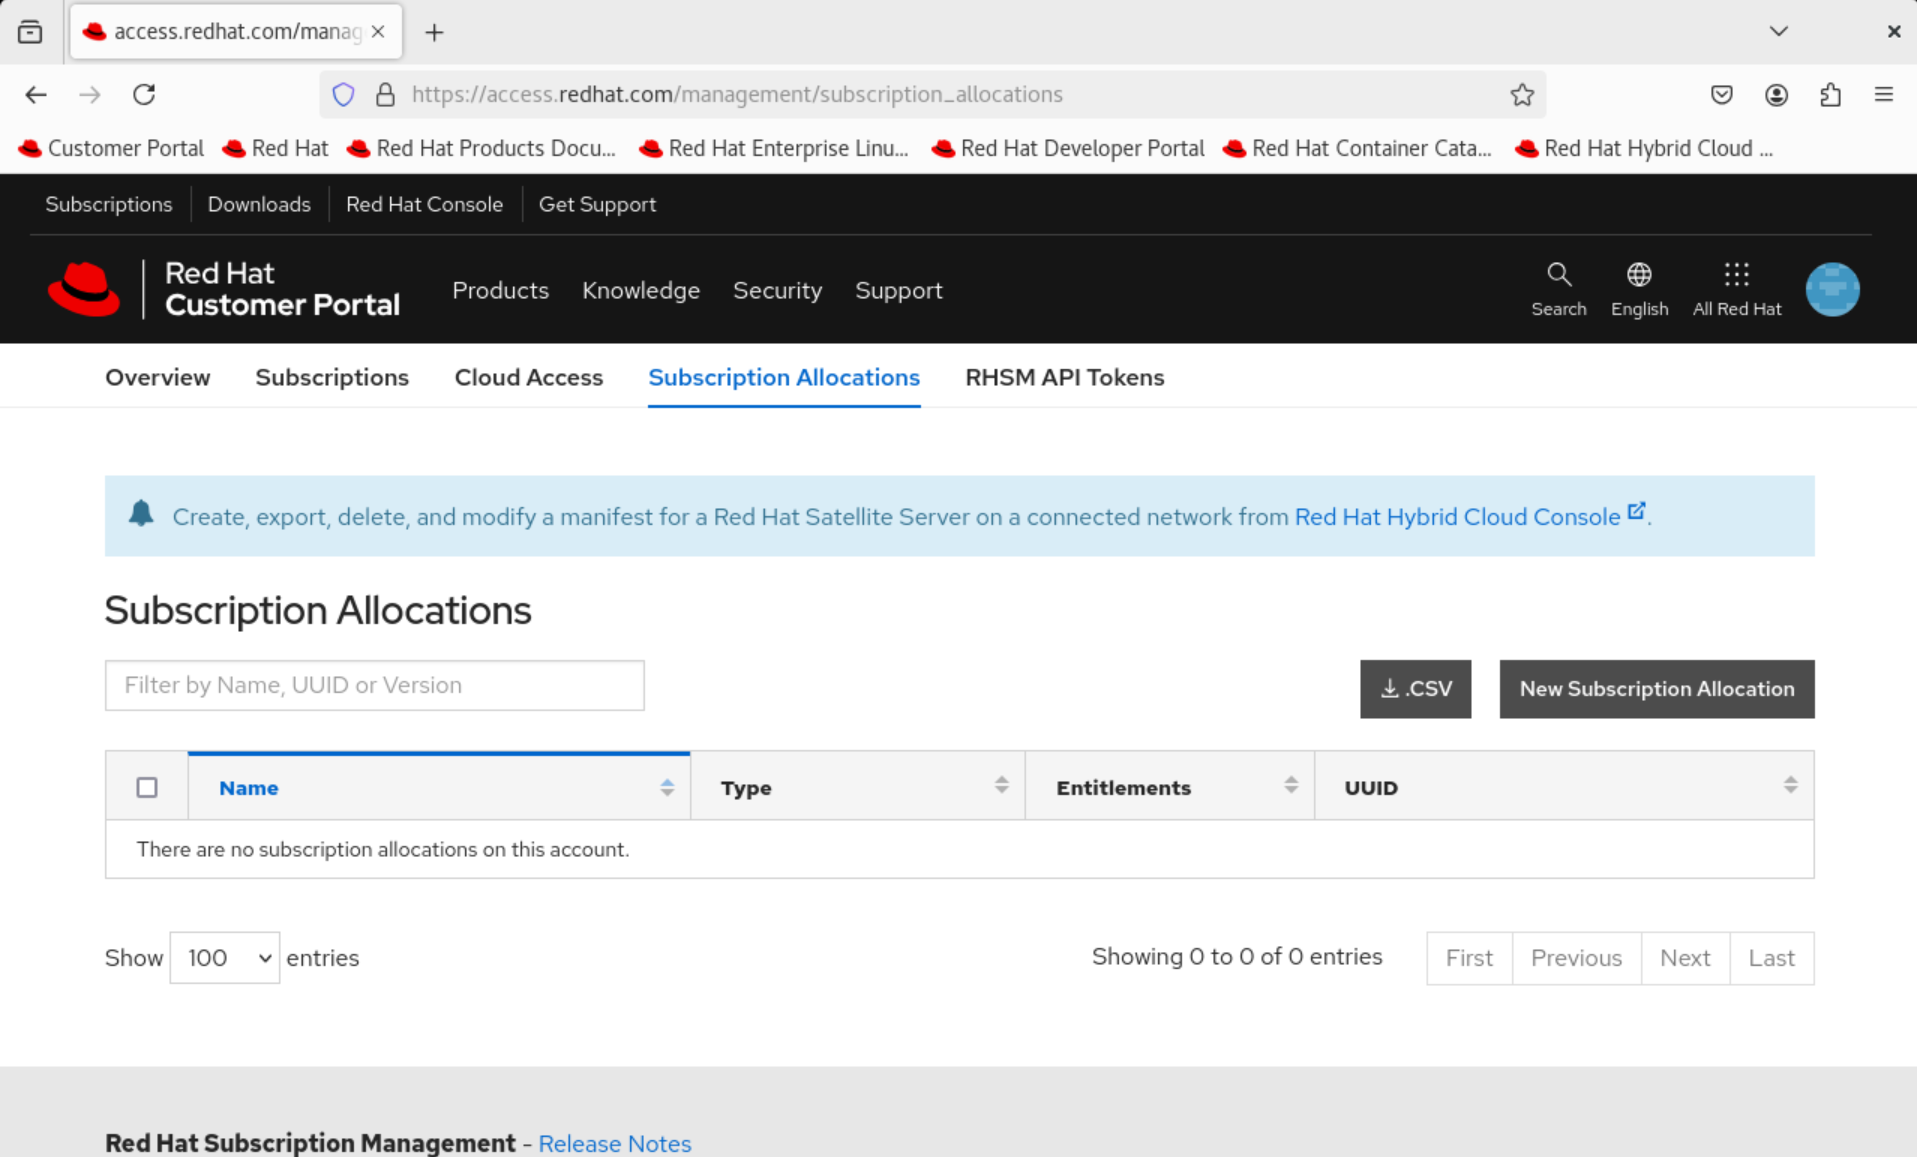 access.redhat.com/manag
https://access.redhat.com/management/subscription_allocations
Customer Portal Red Hat Red Hat Products Docu... Red Hat Enterprise Linu... Red Hat Developer Portal Red Hat Container Cata... Red Hat Hybrid Cloud ...
Subscriptions Downloads Red Hat Console Get Support
Red Hat
Customer Portal
Products Knowledge Security Support
Search English All Red Hat
Overview Subscriptions Cloud Access Subscription Allocations RHSM API Tokens
Create, export, delete, and modify a manifest for a Red Hat Satellite Server on a connected network from Red Hat Hybrid Cloud Console.
Subscription Allocations
Filter by Name, UUID or Version
.CSV New Subscription Allocation
Name Type Entitlements UUID
There are no subscription allocations on this account.
Show 100 entries
Showing 0 to 0 of 0 entries First Previous Next Last
Red Hat Subscription Management - Release Notes